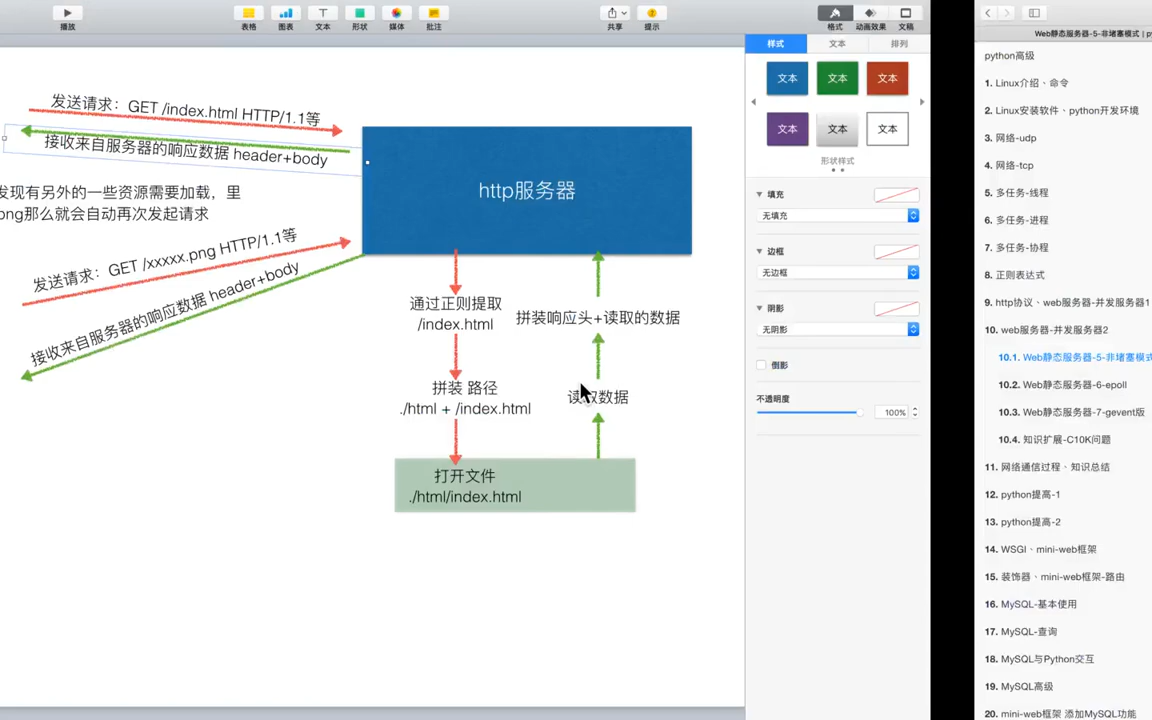 播放
表格
图表
文本
形状
媒体
批注
共享
提示
格式
动画效果
文稿
发送请求：GET /index.html HTTP/1.1等
接收来自服务器的响应数据 header+body
发现有另外的一些资源需要加载，里
png那么就会自动再次发起请求
发送请求：GET /xxxxx.png HTTP/1.1等
接收来自服务器的响应数据 header+body
http服务器
通过正则提取
/index.html
拼装 路径
./html + /index.html
打开文件
./html/index.html
拼装响应头+读取的数据
读取数据
样式
文本
排列
文本
文本
文本
文本
文本
文本
形状样式
填充
无填充
边框
无边框
阴影
无阴影
倒影
不透明度
100%
Web静态服务器-5-非堵塞模式 | py
python高级
1. Linux介绍、命令
2. Linux安装软件、python开发环境
3. 网络-udp
4. 网络-tcp
5. 多任务-线程
6. 多任务-进程
7. 多任务-协程
8. 正则表达式
9. http协议、web服务器-并发服务器1
10. web服务器-并发服务器2
10.1. Web静态服务器-5-非堵塞模式
10.2. Web静态服务器-6-epoll
10.3. Web静态服务器-7-gevent版
10.4. 知识扩展-C10K问题
11. 网络通信过程、知识总结
12. python提高-1
13. python提高-2
14. WSGI、mini-web框架
15. 装饰器、mini-web框架-路由
16. MySQL-基本使用
17. MySQL-查询
18. MySQL与Python交互
19. MySQL高级
20. mini-web框架 添加MySQL功能